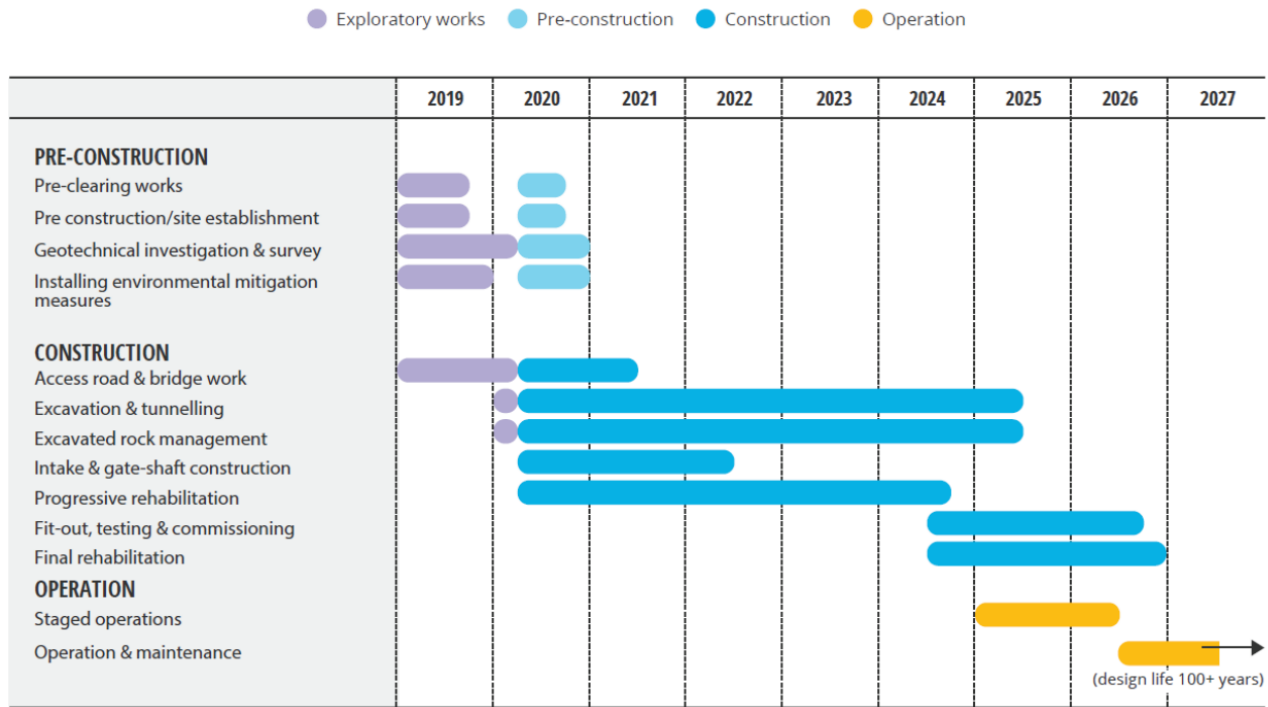 Exploratory works Pre-construction Construction Operation
2019 2020 2021 2022 2023 2024 2025 2026 2027
PRE-CONSTRUCTION
Pre-clearing works
Pre construction/site establishment
Geotechnical investigation & survey
Installing environmental mitigation
measures
CONSTRUCTION
Access road & bridge work
Excavation & tunnelling
Excavated rock management
Intake & gate-shaft construction
Progressive rehabilitation
Fit-out, testing & commissioning
Final rehabilitation
OPERATION
Staged operations
Operation & maintenance
(design life 100+ years)